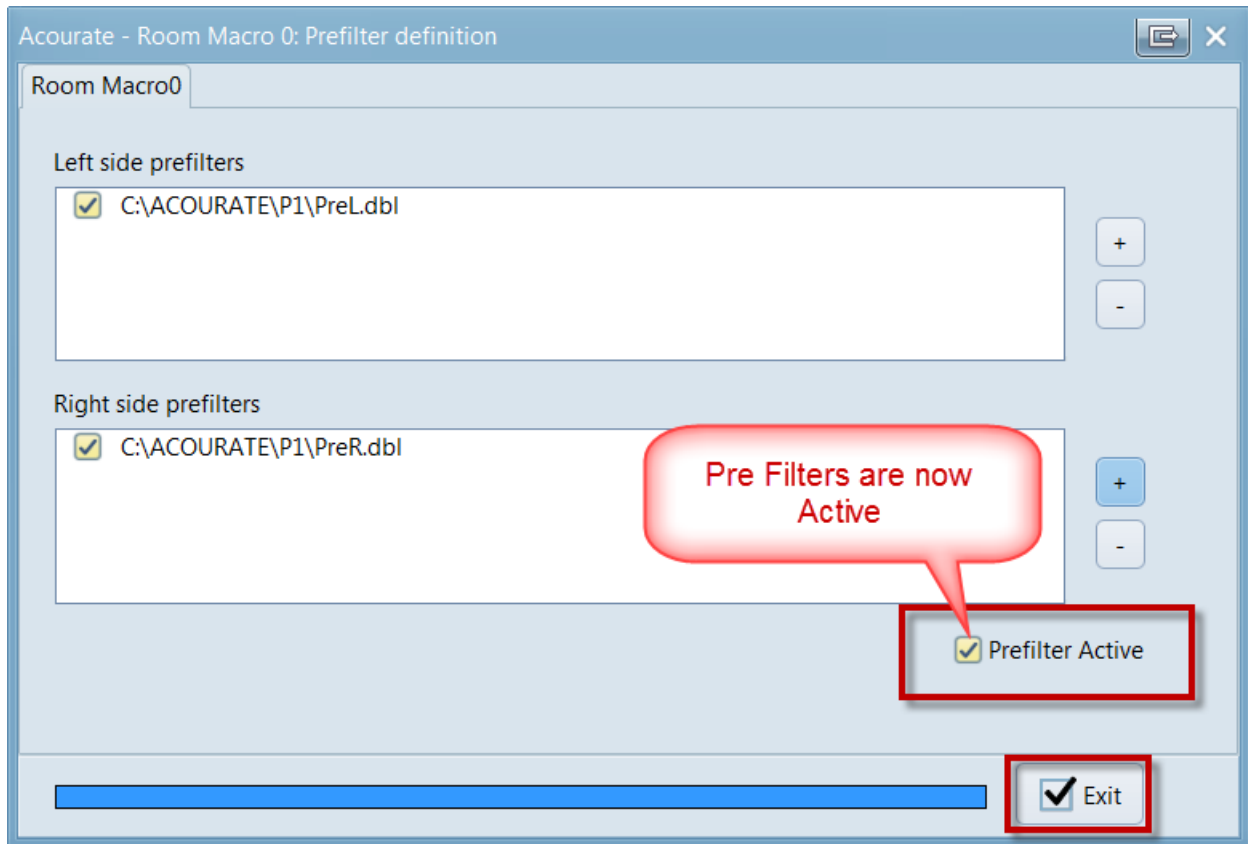 Acourate - Room Macro 0: Prefilter definition
Room Macro0
Left side prefilters
C:\ACOURATE\P1\PreL.dbl
+
-
Right side prefilters
C:\ACOURATE\P1\PreR.dbl
Pre Filters are now
Active
+
-
Prefilter Active
Exit